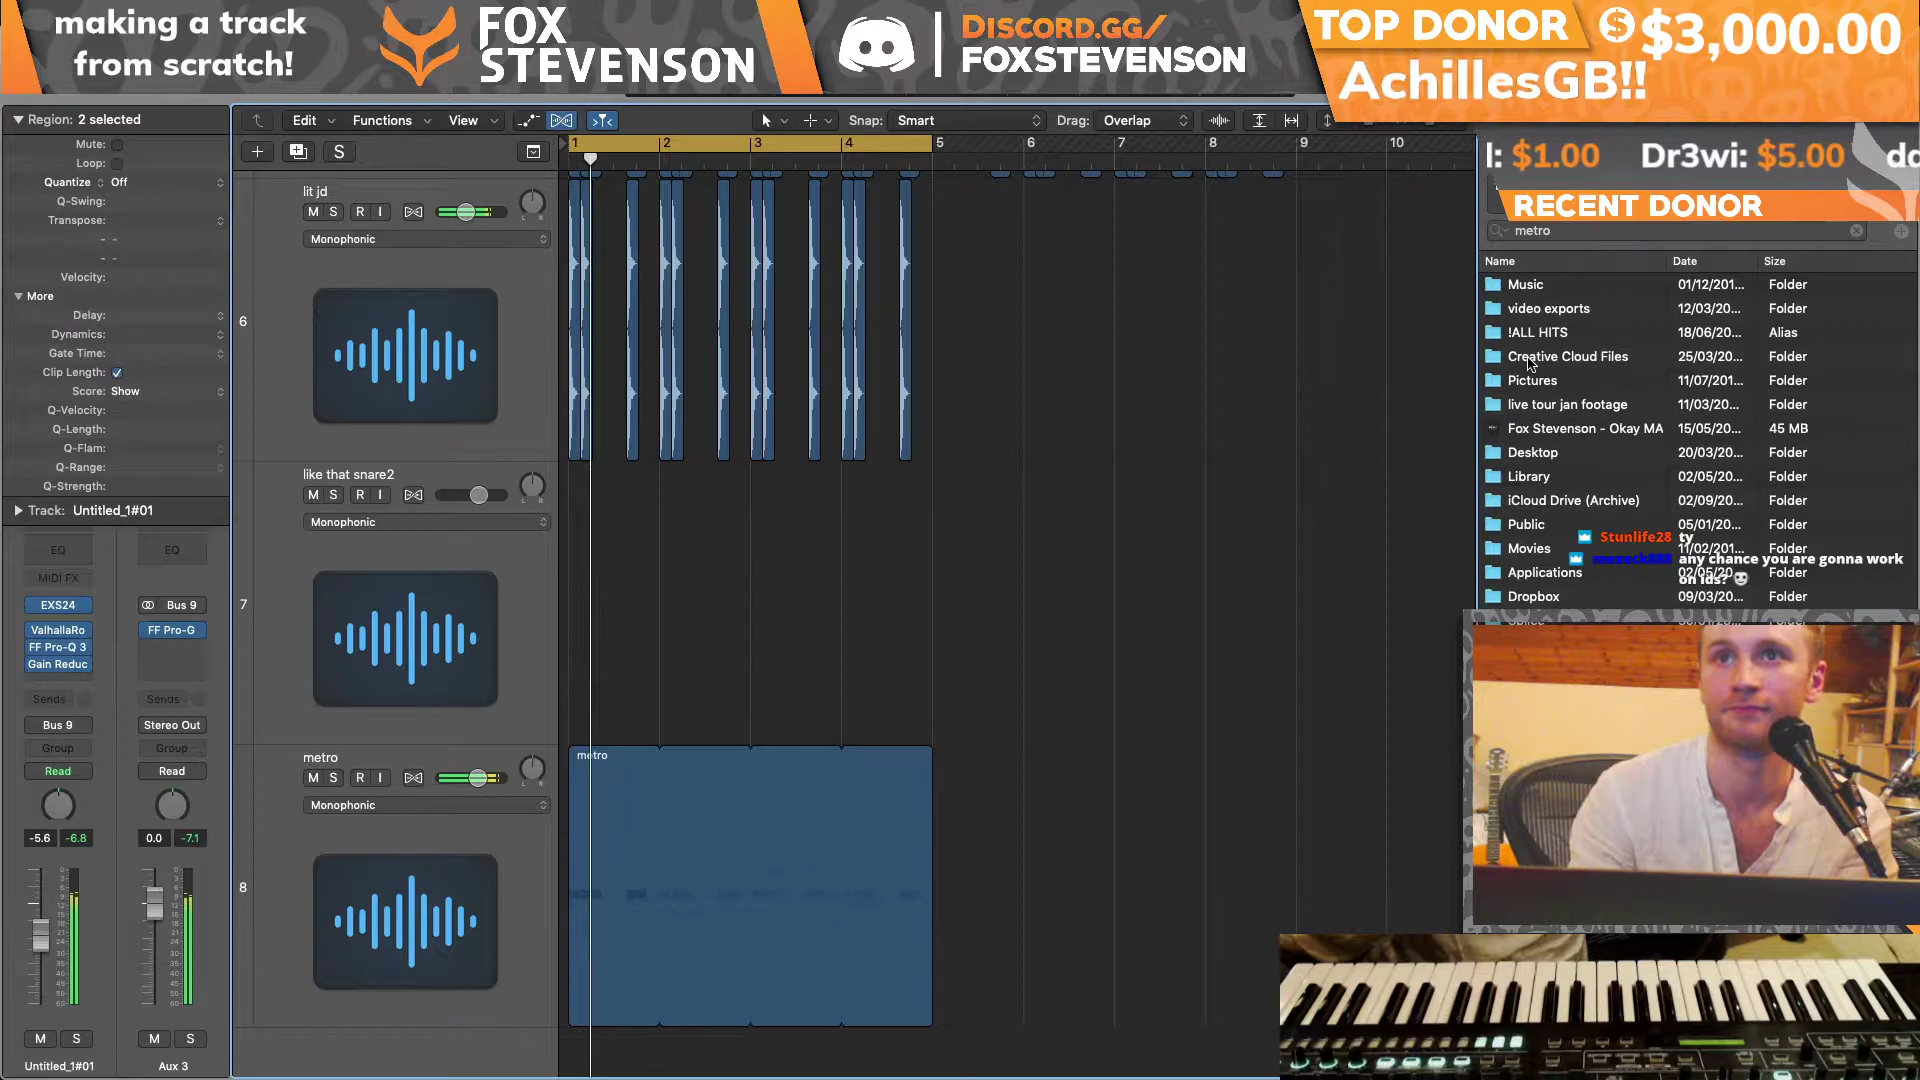 making a track
from scratch!
FOX
STEVENSON
DISCORD.GG/
FOXSTEVENSON
TOP DONOR
$ $3,000.00
AchillesGB!!
l: $1.00 Dr3wi: $5.00
RECENT DONOR
Region: 2 selected
Mute:
Loop:
Quantize Off
Q-Swing:
Transpose:
- -
- -
Velocity:
More
Delay:
Dynamics:
Gate Time:
Clip Length:
Score: Show
Q-Velocity:
Q-Length:
Q-Flam:
Q-Range:
Q-Strength:
Track: Untitled_1#01
EQ EQ
MIDI FX
EXS24 Bus 9
ValhallaRo FF Pro-G
FF Pro-Q 3
Gain Reduc
Sends Sends
Bus 9 Stereo Out
Group Group
Read Read
-5.6 -6.8 0.0 -7.1
M S M S
Untitled_1#01 Aux 3
Edit Functions View Snap: Smart Drag: Overlap
S
1 2 3 4 5 6 7 8 9 10
lit jd
M S R I
L R
Monophonic
6
like that snare2
M S R I
L R
Monophonic
7
metro
M S R I
L R
Monophonic
8
metro
metro
Name Date Size
Music 01/12/201... Folder
video exports 12/03/20... Folder
!ALL HITS 18/06/20... Alias
Creative Cloud Files 25/03/20... Folder
Pictures 11/07/201... Folder
live tour jan footage 11/03/20... Folder
Fox Stevenson - Okay MA 15/05/20... 45 MB
Desktop 20/03/20... Folder
Library 02/05/20... Folder
iCloud Drive (Archive) 02/09/20... Folder
Public 05/01/20... Folder
Movies 11/02/201... Folder
Applications 02/05/20... Folder
Dropbox 09/03/20... Folder
Stunlife28 ty
any chance you are gonna work
on ids?